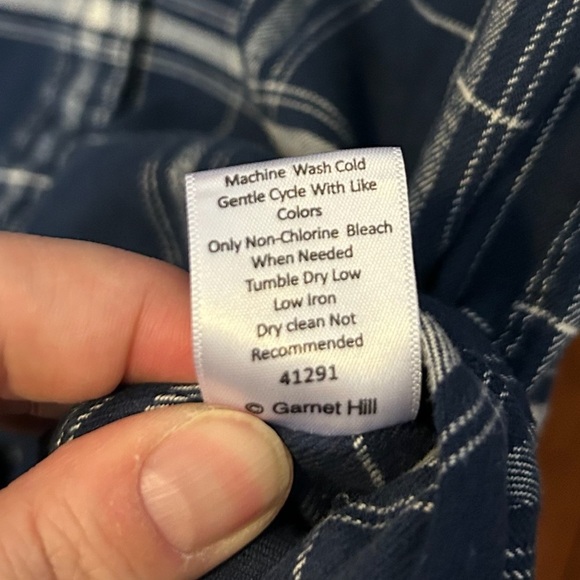 Machine Wash Cold
Gentle Cycle With Like
Colors
Only Non-Chlorine Bleach
When Needed
Tumble Dry Low
Low Iron
Dry clean Not
Recommended
41291
© Garnet Hill